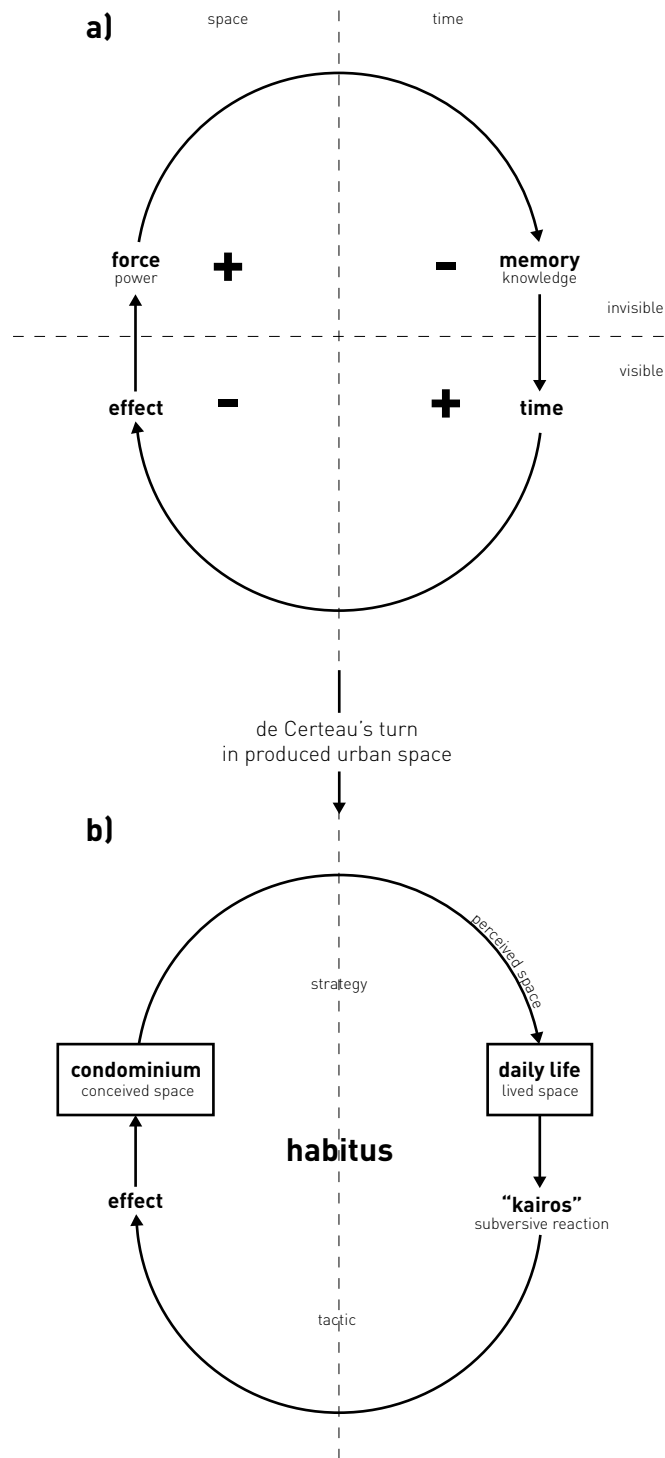 a)
space
time
force
power
+
-
memory
knowledge
invisible
visible
effect
-
+
time
de Certeau’s turn
in produced urban space
b)
perceived space
strategy
condominium
conceived space
daily life
lived space
habitus
effect
“kairos”
subversive reaction
tactic